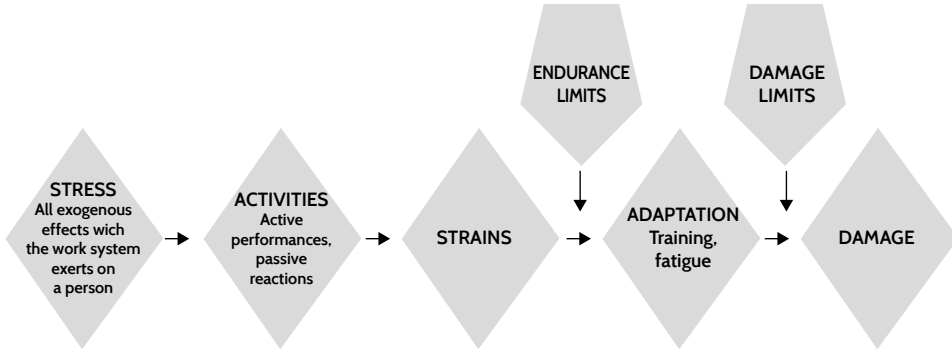 ENDURANCE
LIMITS
DAMAGE
LIMITS
STRESS
All exogenous
effects wich
the work system
exerts on
a person
ACTIVITIES
Active
performances,
passive
reactions
STRAINS
ADAPTATION
Training,
fatigue
DAMAGE